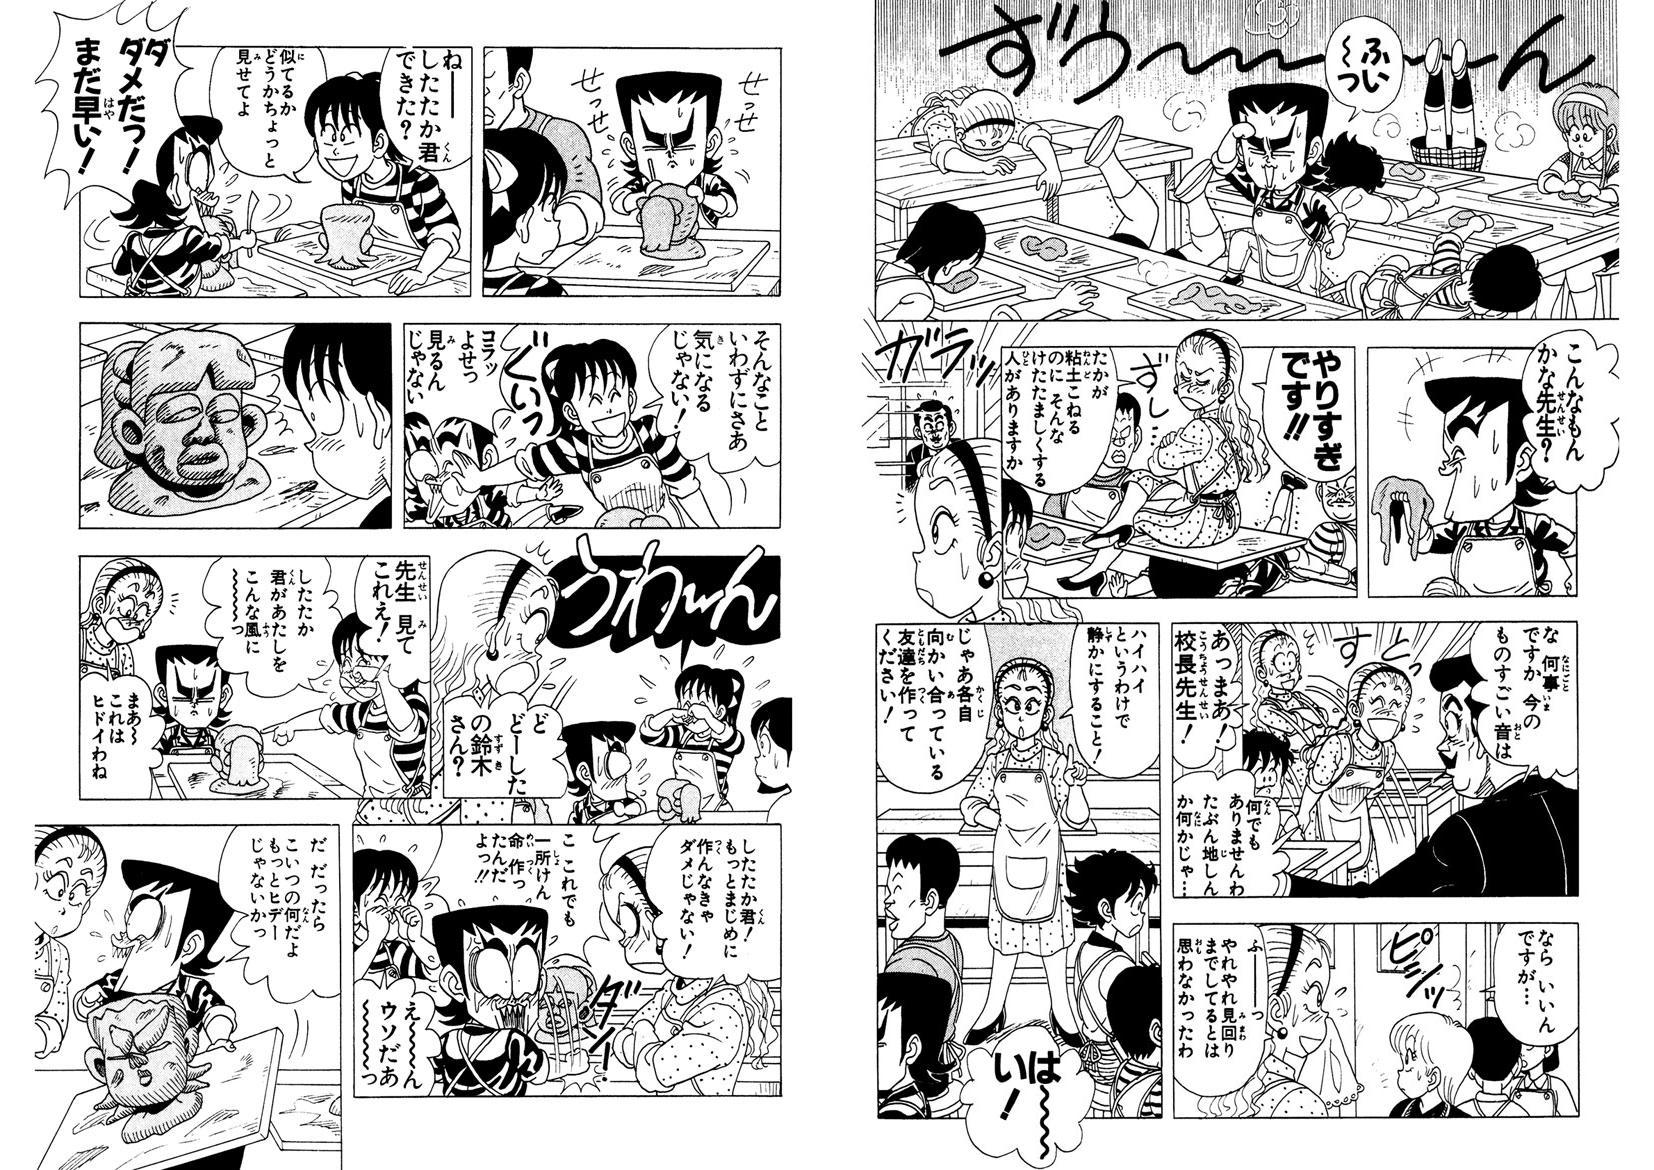 ずう〜〜〜ん
ふい
〜っ
こんなもん
かな先生?
やりすぎ
です!!
ずし…
たかが
粘土こねる
のに そんな
けたたましくする
人がありますか
ガラッ
な 何事
ですか 今の
ものすごい音は
すとっ
あっまあ!
校長先生!
何でも
ありませんわ
たぶん地しん
か何かじゃ…
ハイハイ
というわけで
静かにすること!
じゃあ各自
向かい合っている
友達を作って
ください!
なら いいん
ですが…
ピシッ
ふー――っ
やれやれ見回り
までしてるとは
思わなかったわ
は〜〜〜
い!
せっせ
せっせ
ねー――
したたか君
できた?
似てるか
どうかちょっと
見せてよ
ダ
ダメだっ!
まだ早い!
そんなこと
いわずにさあ
気になる
じゃない!
ぐいっ
コラッ
よせっ
見るん
じゃない
うわ〜ん
ど
どーした
の鈴木
さん?
先生 見て
これえ!
したたか
君があたしを
こんな風に
〜〜〜っ
まあ〜
これは
ヒドイわね
したたか君!
もっとまじめに
作んなきゃ
ダメじゃない!
ダン!
こ これでも
一所けん
命 作っ
たんだ
よっ!!
え〜〜〜ん
ウソだあ
〜〜〜〜っ
だ だったら
こいつの何だよ
もっとヒデー
じゃないかっ